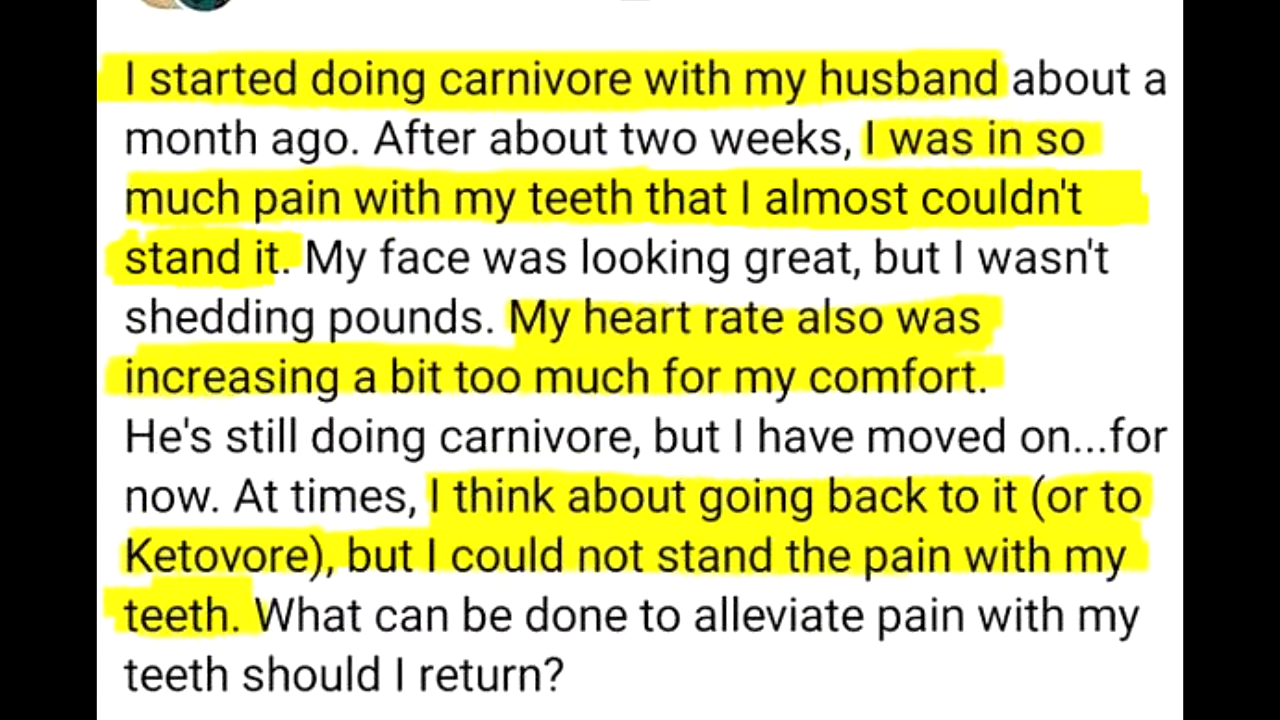 I started doing carnivore with my husband about a
month ago. After about two weeks, I was in so
much pain with my teeth that I almost couldn't
stand it. My face was looking great, but I wasn't
shedding pounds. My heart rate also was
increasing a bit too much for my comfort.
He's still doing carnivore, but I have moved on...for
now. At times, I think about going back to it (or to
Ketovore), but I could not stand the pain with my
teeth. What can be done to alleviate pain with my
teeth should I return?